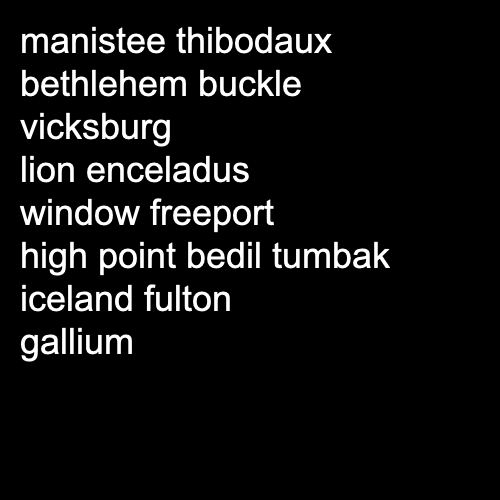 manistee thibodaux
bethlehem buckle
vicksburg
lion enceladus
window freeport
high point bedil tumbak
iceland fulton
gallium